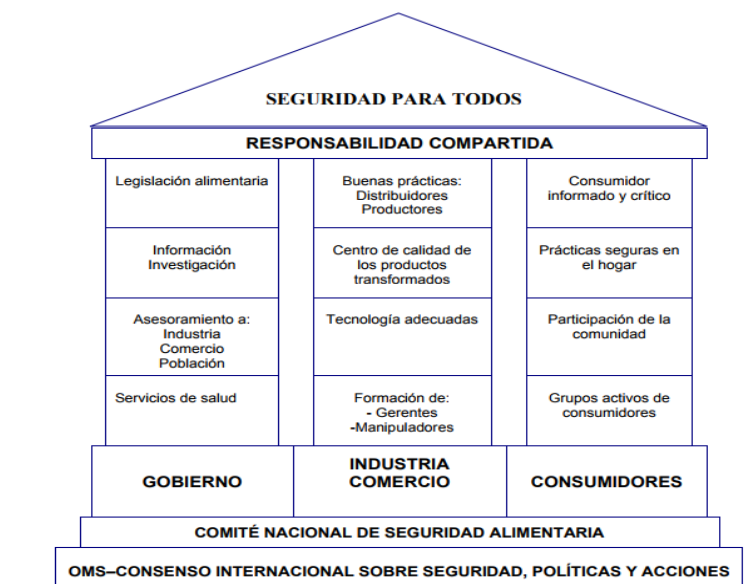 SEGURIDAD PARA TODOS
RESPONSABILIDAD COMPARTIDA
Legislación alimentaria
Información
Investigación
Asesoramiento a:
Industria
Comercio
Población
Servicios de salud
GOBIERNO
Buenas prácticas:
Distribuidores
Productores
Centro de calidad de
los productos
transformados
Tecnología adecuadas
Formación de:
- Gerentes
-Manipuladores
INDUSTRIA
COMERCIO
Consumidor
informado y crítico
Prácticas seguras en
el hogar
Participación de la
comunidad
Grupos activos de
consumidores
CONSUMIDORES
COMITÉ NACIONAL DE SEGURIDAD ALIMENTARIA
OMS–CONSENSO INTERNACIONAL SOBRE SEGURIDAD, POLÍTICAS Y ACCIONES